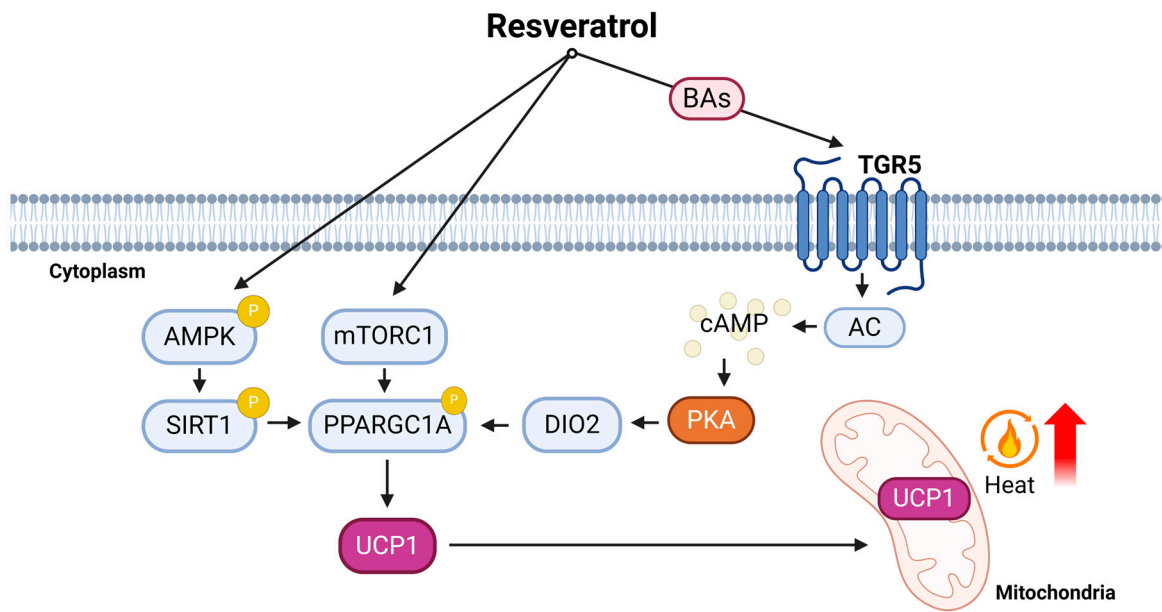 Resveratrol
BAs
TGR5
Cytoplasm
P
AMPK
mTORC1
cAMP
AC
P
SIRT1
P
PPARGC1A
DIO2
PKA
UCP1
Heat
UCP1
Mitochondria